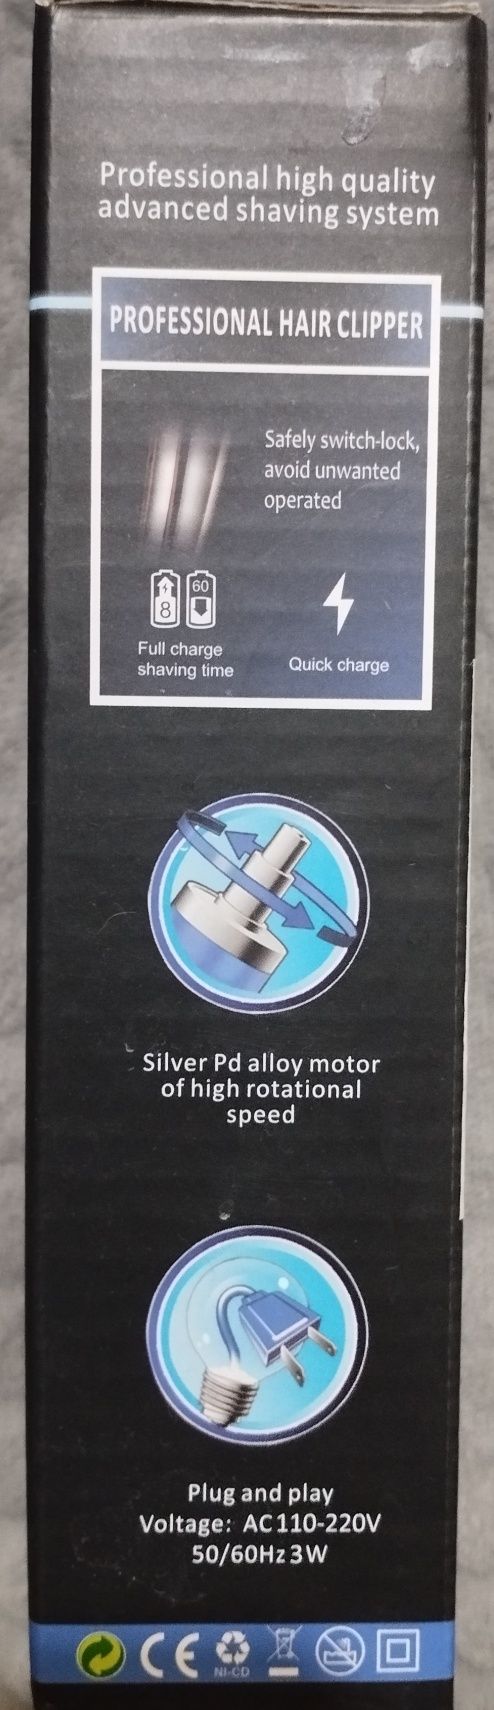 Professional high quality
advanced shaving system
PROFESSIONAL HAIR CLIPPER
Safely switch-lock,
avoid unwanted
operated
8 60
Full charge
shaving time
Quick charge
Silver Pd alloy motor
of high rotational
speed
Plug and play
Voltage: AC110-220V
50/60Hz 3W
CE
NI-CD